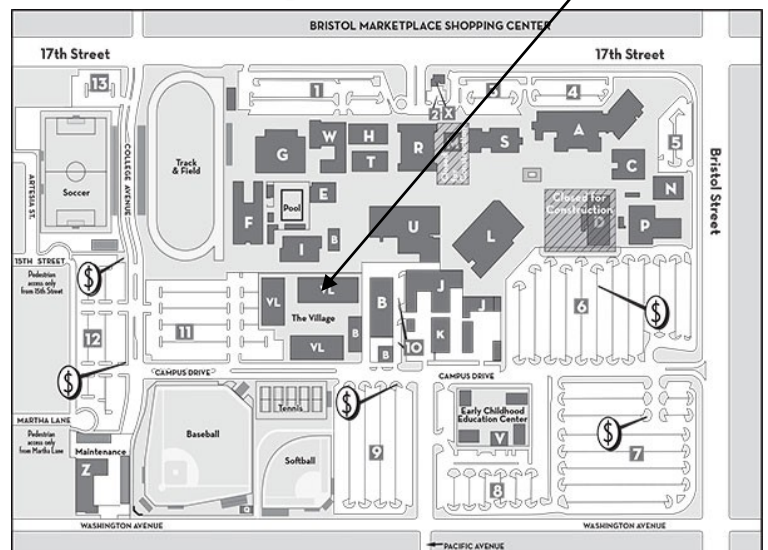 BRISTOL MARKETPLACE SHOPPING CENTER
17th Street
17th Street
13
1
2
X
3
4
5
COLLEGE AVENUE
ARTESIA ST.
Soccer
Track
& Field
G
W
H
T
R
M
S
A
C
N
Bristol Street
F
Pool
E
B
I
U
L
Closed for
Construction
D
P
15TH STREET
Pedestrian
access only
from 15th Street
$
12
11
VL
VL
The Village
VL
B
B
B
J
J
K
10
6
$
$
CAMPUS DRIVE
CAMPUS DRIVE
MARTHA LANE
Pedestrian
access only
from Martha Lane
Maintenance
Z
Baseball
Tennis
Softball
Q
$
9
Early Childhood
Education Center
V
8
$
7
WASHINGTON AVENUE
WASHINGTON AVENUE
PACIFIC AVENUE